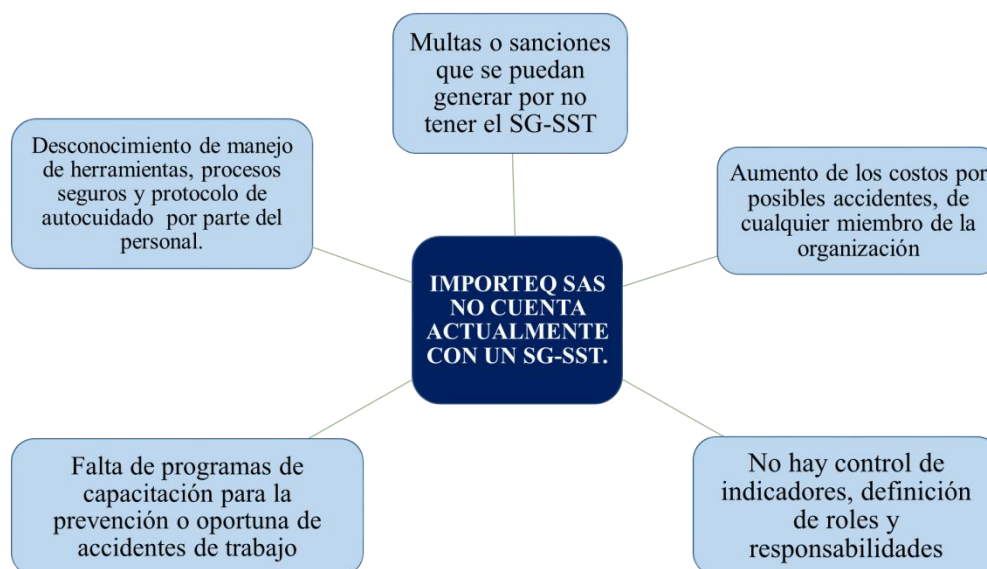 Multas o sanciones
que se puedan
generar por no
tener el SG-SST
Desconocimiento de manejo
de herramientas, procesos
seguros y protocolo de
autocuidado por parte del
personal.
Aumento de los costos por
posibles accidentes, de
cualquier miembro de la
organización
IMPORTEQ SAS
NO CUENTA
ACTUALMENTE
CON UN SG-SST.
Falta de programas de
capacitación para la
prevención o oportuna de
accidentes de trabajo
No hay control de
indicadores, definición
de roles y
responsabilidades